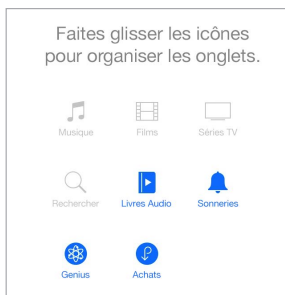 Faites glisser les icônes
pour organiser les onglets.
Musique Films Séries TV
Rechercher Livres Audio Sonneries
Genius Achats